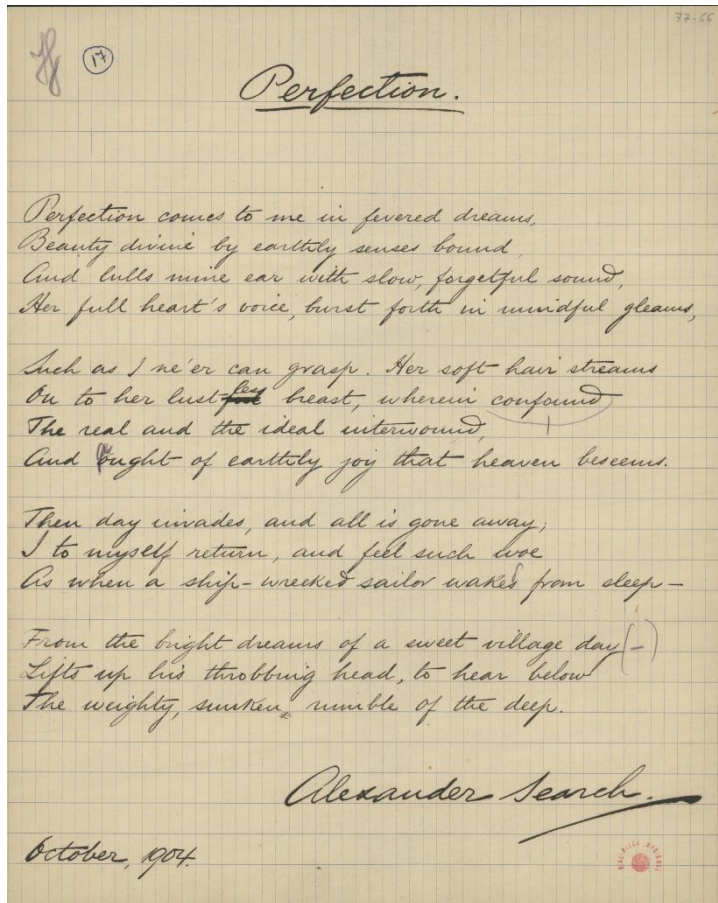 77-66
17
Perfection.
Perfection comes to me in fevered dreams,
Beauty divine by earthly senses bound,
And lulls mine ear with slow, forgetful sound,
Her full heart's voice, burst forth in mindful gleams,
Such as I ne'er can grasp. Her soft hair streams
On to her lustless breast, wherein confound
The real and the ideal interwound,
And aught of earthly joy that heaven beseems.
Then day invades, and all is gone away;
I to myself return, and feel such woe
As when a ship-wrecked sailor wakes from sleep —
From the bright dreams of a sweet village day (-)
Lifts up his throbbing head, to hear below
The weighty, sunken rumble of the deep.
Alexander Search.
October, 1904.